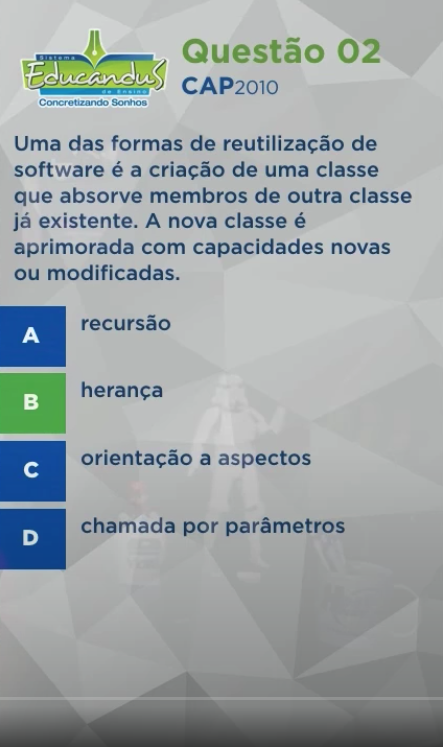 Sistema
Educandus
de Ensino
Concretizando Sonhos
Questão 02
CAP2010
Uma das formas de reutilização de
software é a criação de uma classe
que absorve membros de outra classe
já existente. A nova classe é
aprimorada com capacidades novas
ou modificadas.
A recursão
B herança
C orientação a aspectos
D chamada por parâmetros